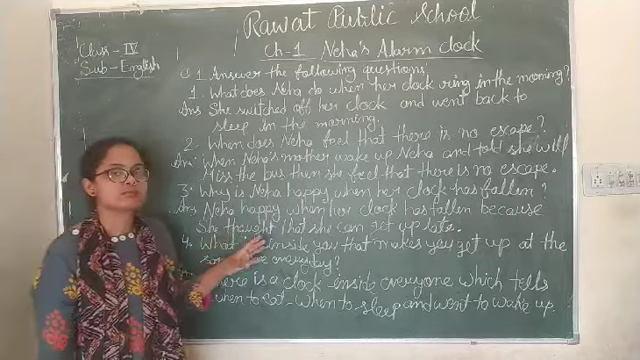 Rawat Public School
Class - IV
Sub - English
Ch-1 Neha's Alarm clock
Q 1. Answer the following questions:
1. What does Neha do when her clock ring in the morning?
Ans She switched off her clock and went back to
sleep in the morning.
2. When does Neha feel that there is no escape?
Ans When Neha's mother wake up Neha and told she will
Miss the bus then she feel that there is no escape.
3. Why is Neha happy when her clock has fallen?
Ans Neha happy when her clock has fallen because
She thought that she can get up late.
4. What is inside you that makes you get up at the
everyday?
There is a clock inside everyone which tells
when to eat - when to sleep and went to wake up.